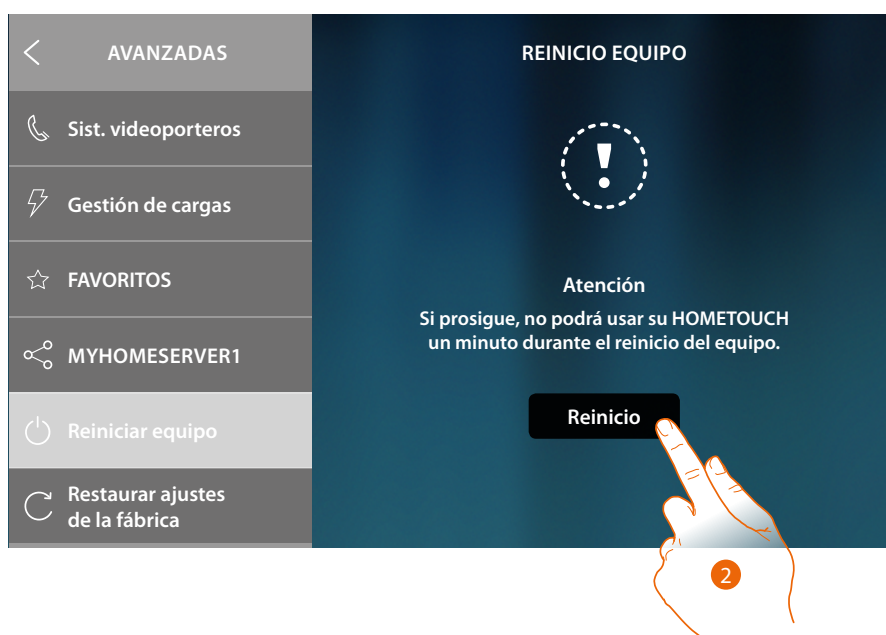 AVANZADAS
Sist. videoporteros
Gestión de cargas
FAVORITOS
MYHOMESERVER1
Reiniciar equipo
Restaurar ajustes
de la fábrica
REINICIO EQUIPO
!
Atención
Si prosigue, no podrá usar su HOMETOUCH
un minuto durante el reinicio del equipo.
Reinicio
2